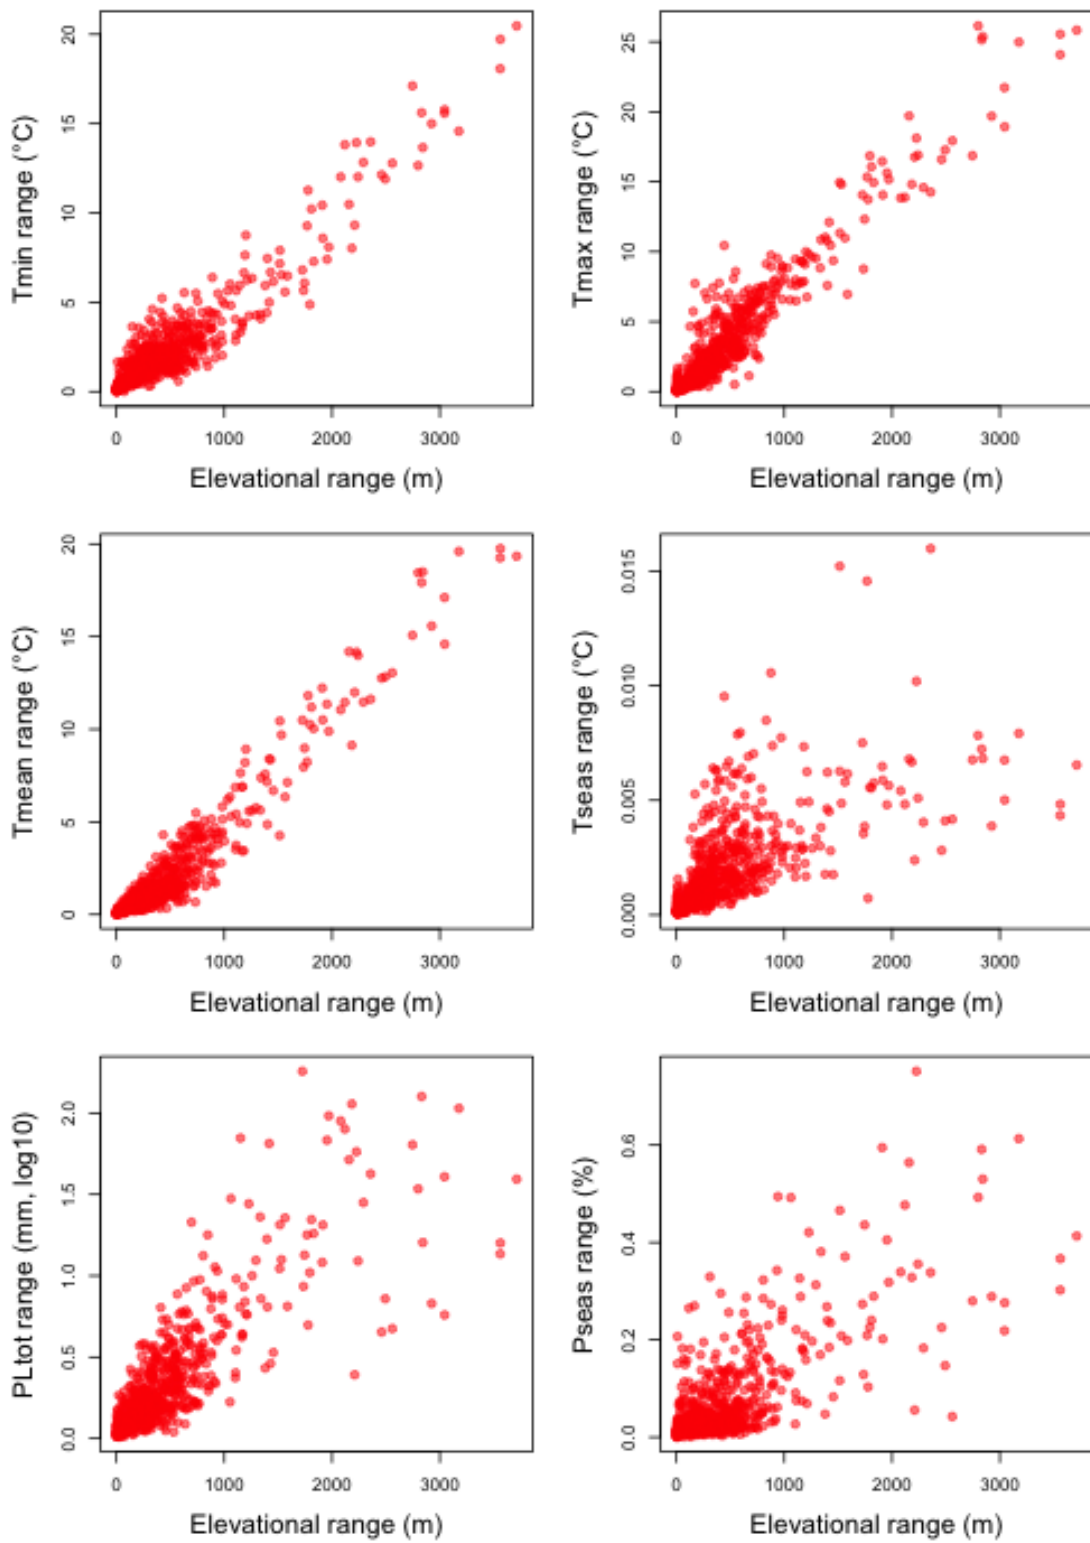 Tmin range (°C)
20
15
10
5
0
0 1000 2000 3000
Elevational range (m)
Tmax range (°C)
25
20
15
10
5
0
0 1000 2000 3000
Elevational range (m)
Tmean range (°C)
20
15
10
5
0
0 1000 2000 3000
Elevational range (m)
Tseas range (°C)
0.015
0.010
0.005
0.000
0 1000 2000 3000
Elevational range (m)
PLtot range (mm, log10)
2.0
1.5
1.0
0.5
0.0
0 1000 2000 3000
Elevational range (m)
Pseas range (%)
0.6
0.4
0.2
0.0
0 1000 2000 3000
Elevational range (m)